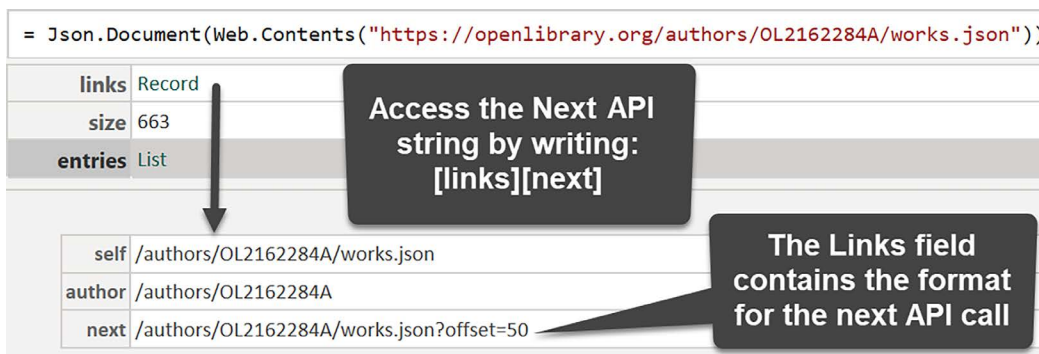 = Json.Document(Web.Contents("https://openlibrary.org/authors/OL2162284A/works.json"))
links Record
size 663
entries List
Access the Next API
string by writing:
[links][next]
self /authors/OL2162284A/works.json
author /authors/OL2162284A
next /authors/OL2162284A/works.json?offset=50
The Links field
contains the format
for the next API call